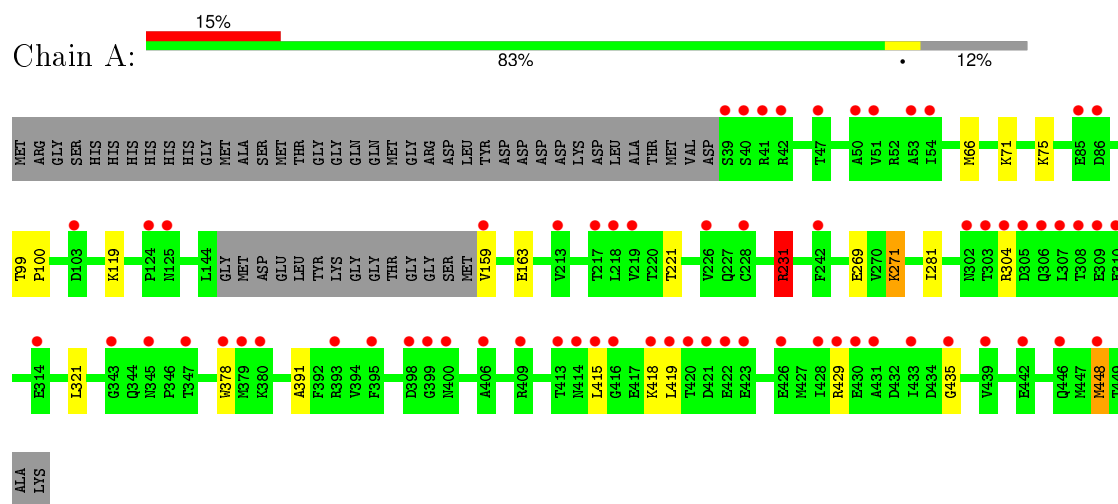 15%
Chain A:
83%
•
12%
MET ARG GLY SER HIS HIS HIS HIS HIS HIS GLY MET ALA SER MET THR GLY GLY GLN GLN MET GLY ARG ASP LEU TYR ASP ASP ASP ASP LYS ASP LEU ALA THR MET VAL ASP S39 S40 R41 R42 T47 A50 V51 R52 A53 I54 M66 K71 K75 E85 D86
T99 P100 D103 K119 P124 N125 L144 GLY MET ASP GLU LEU TYR LYS GLY GLY THR GLY GLY SER MET V159 E163 V213 T217 L218 V219 T220 T221 V226 Q227 C228 R231 F242 E269 V270 K271 I281 N302 T303 R304 D305 Q306 L307 T308 E309 E310
E314 L321 G343 Q344 N345 P346 T347 W378 M379 K380 A391 F392 R393 V394 F395 D398 G399 N400 A406 R409 T413 N414 L415 G416 E417 K418 L419 T420 D421 E422 E423 E426 M427 I428 R429 E430 A431 D432 I433 D434 G435 V439 E442 Q446 M447 M448 T449
ALA LYS